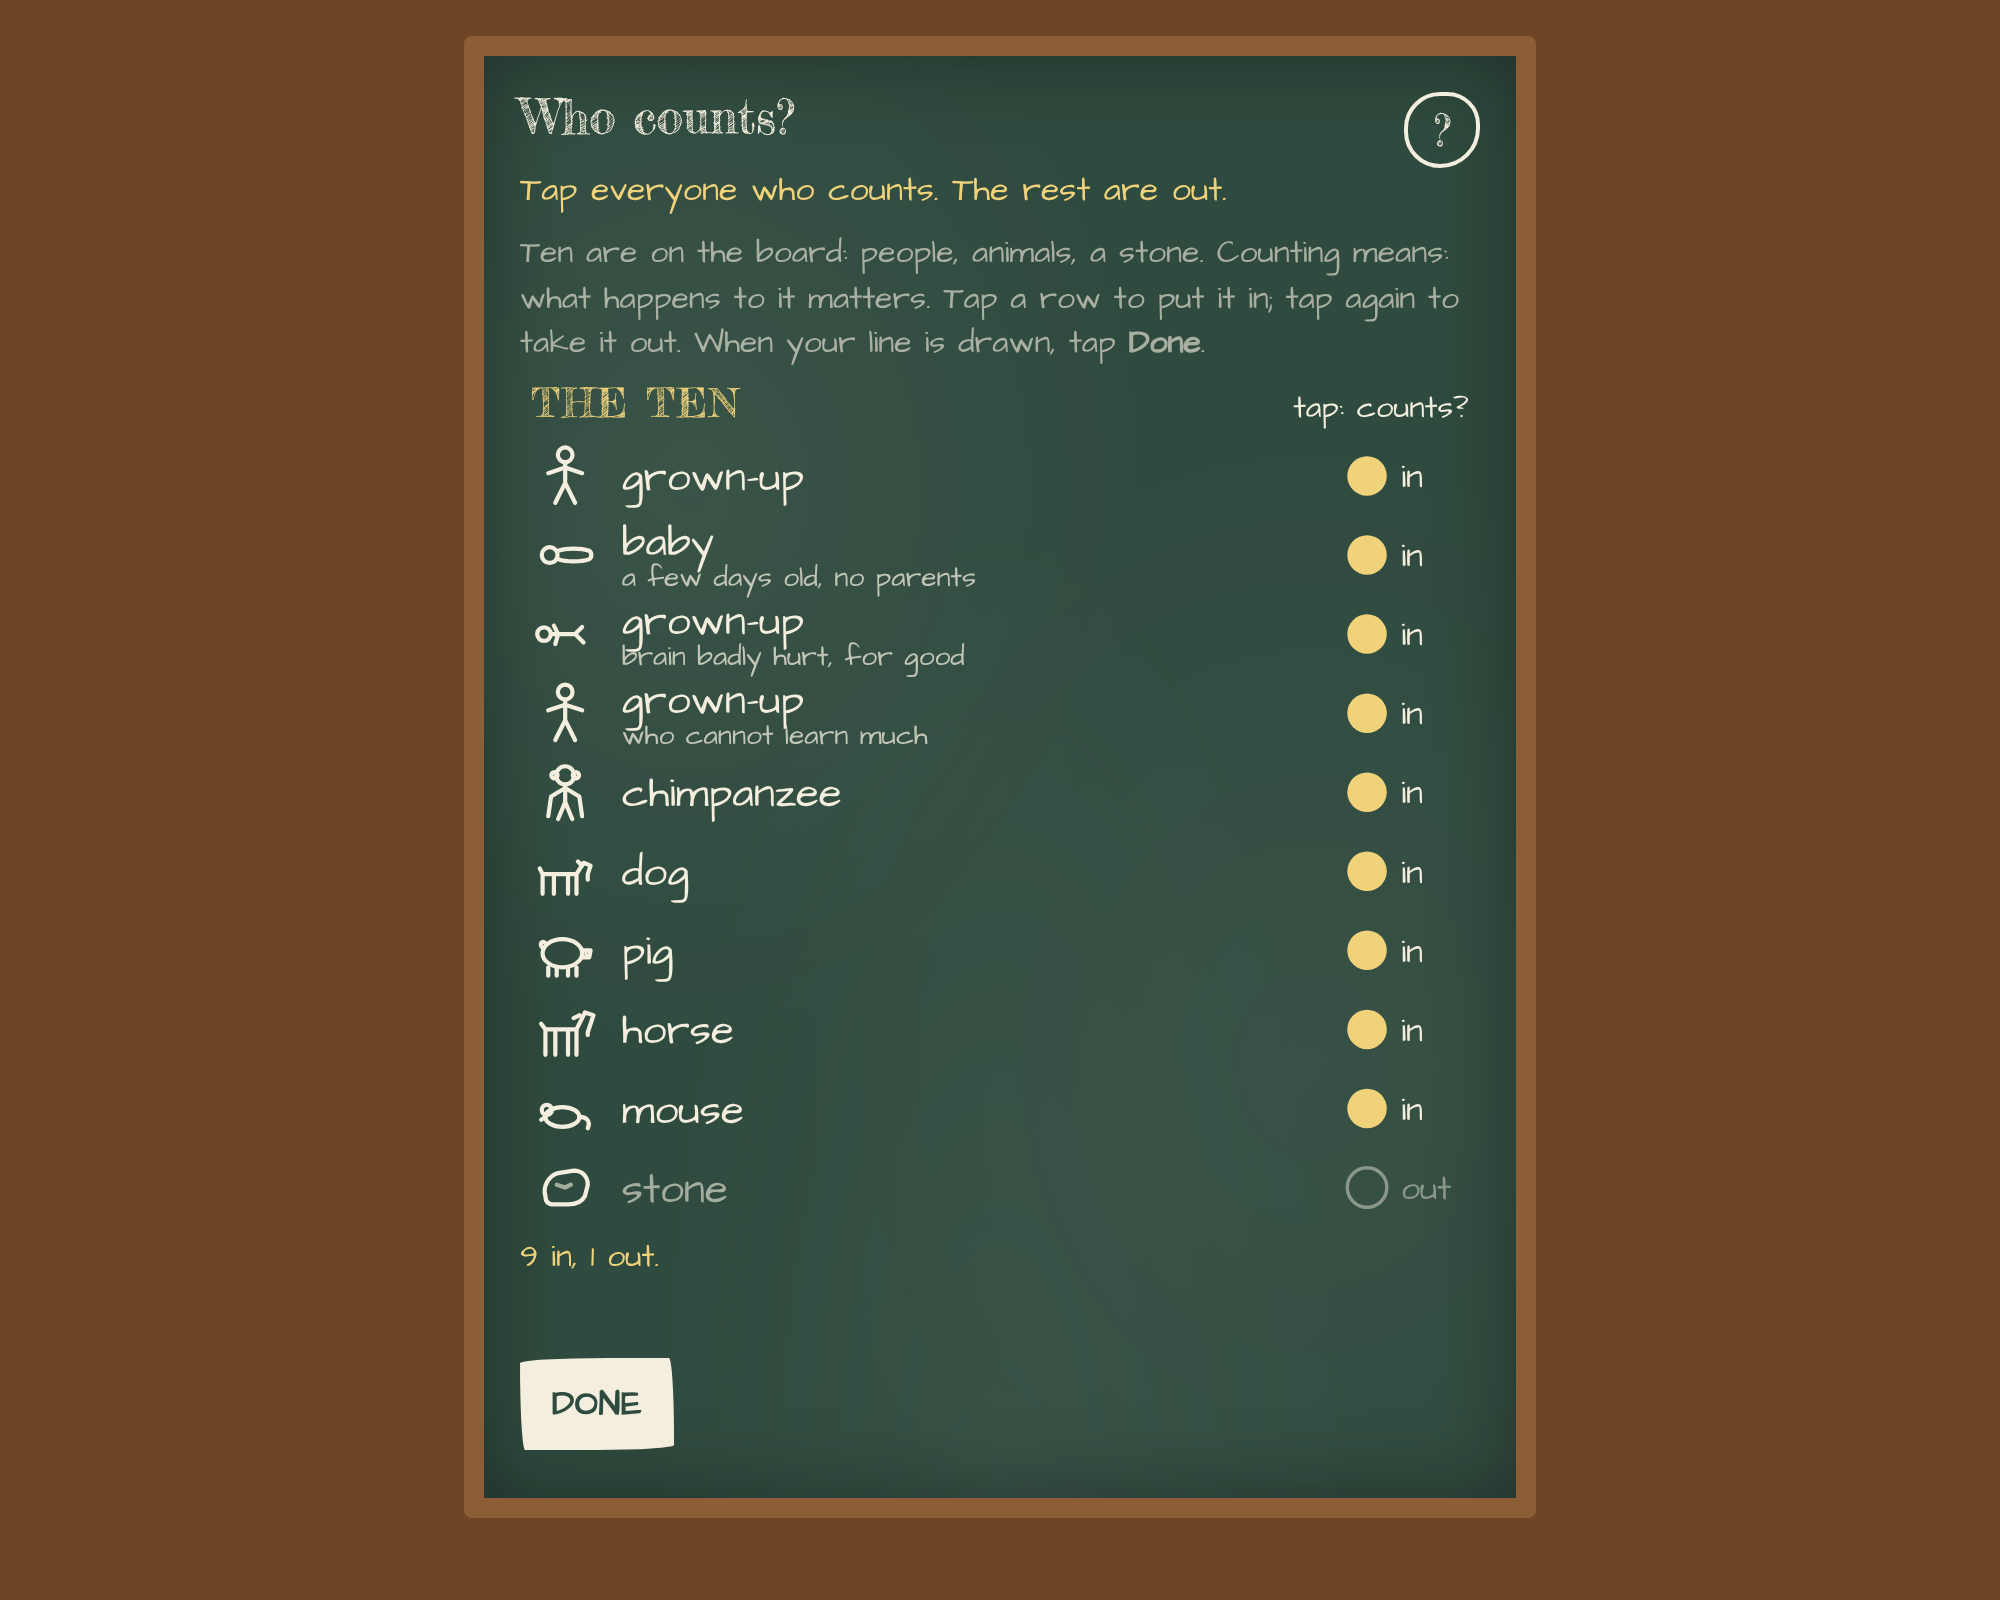 Who counts?
?
Tap everyone who counts. The rest are out.
Ten are on the board: people, animals, a stone. Counting means:
what happens to it matters. Tap a row to put it in; tap again to
take it out. When your line is drawn, tap Done.
THE TEN
tap: counts?
grown-up
in
baby
a few days old, no parents
in
grown-up
brain badly hurt, for good
in
grown-up
who cannot learn much
in
chimpanzee
in
dog
in
pig
in
horse
in
mouse
in
stone
out
9 in, 1 out.
DONE